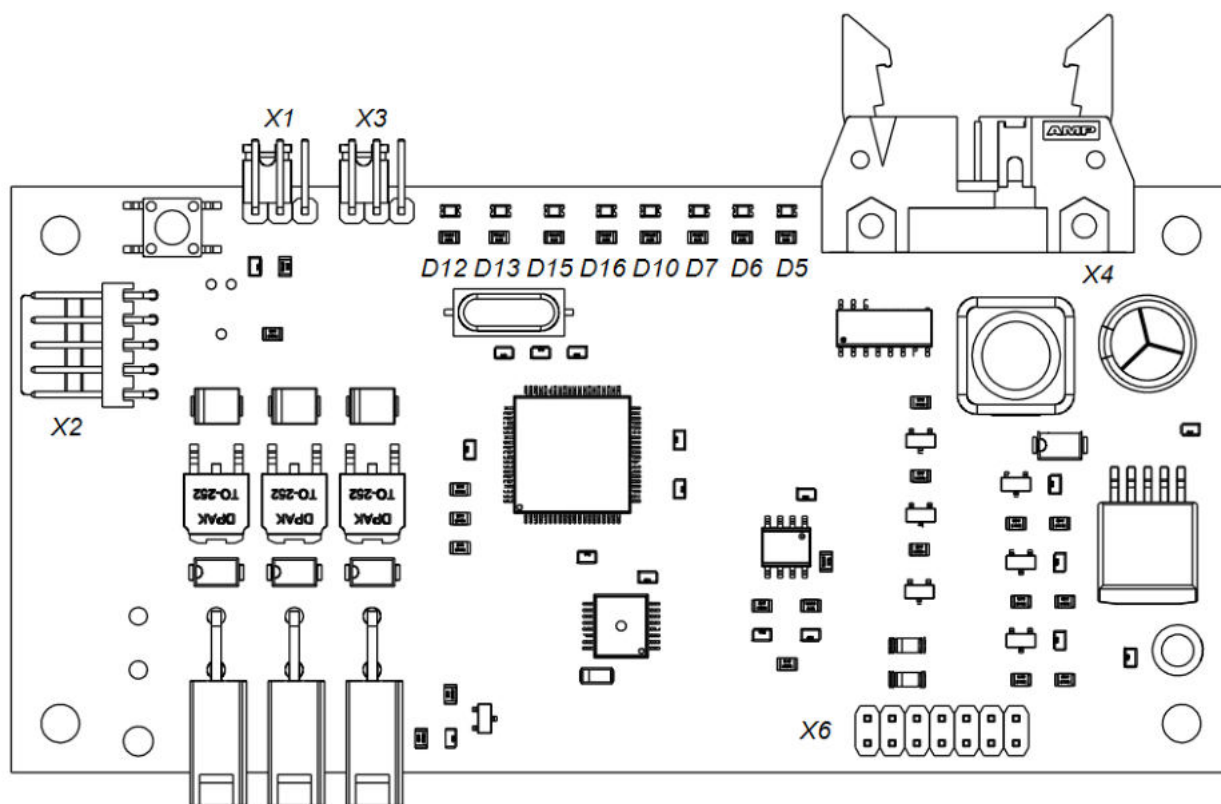 X1 X3
AMP
D12 D13 D15 D16 D10 D7 D6 D5
X4
X2
TO-252 TO-252 TO-252
DPAK DPAK DPAK
X6